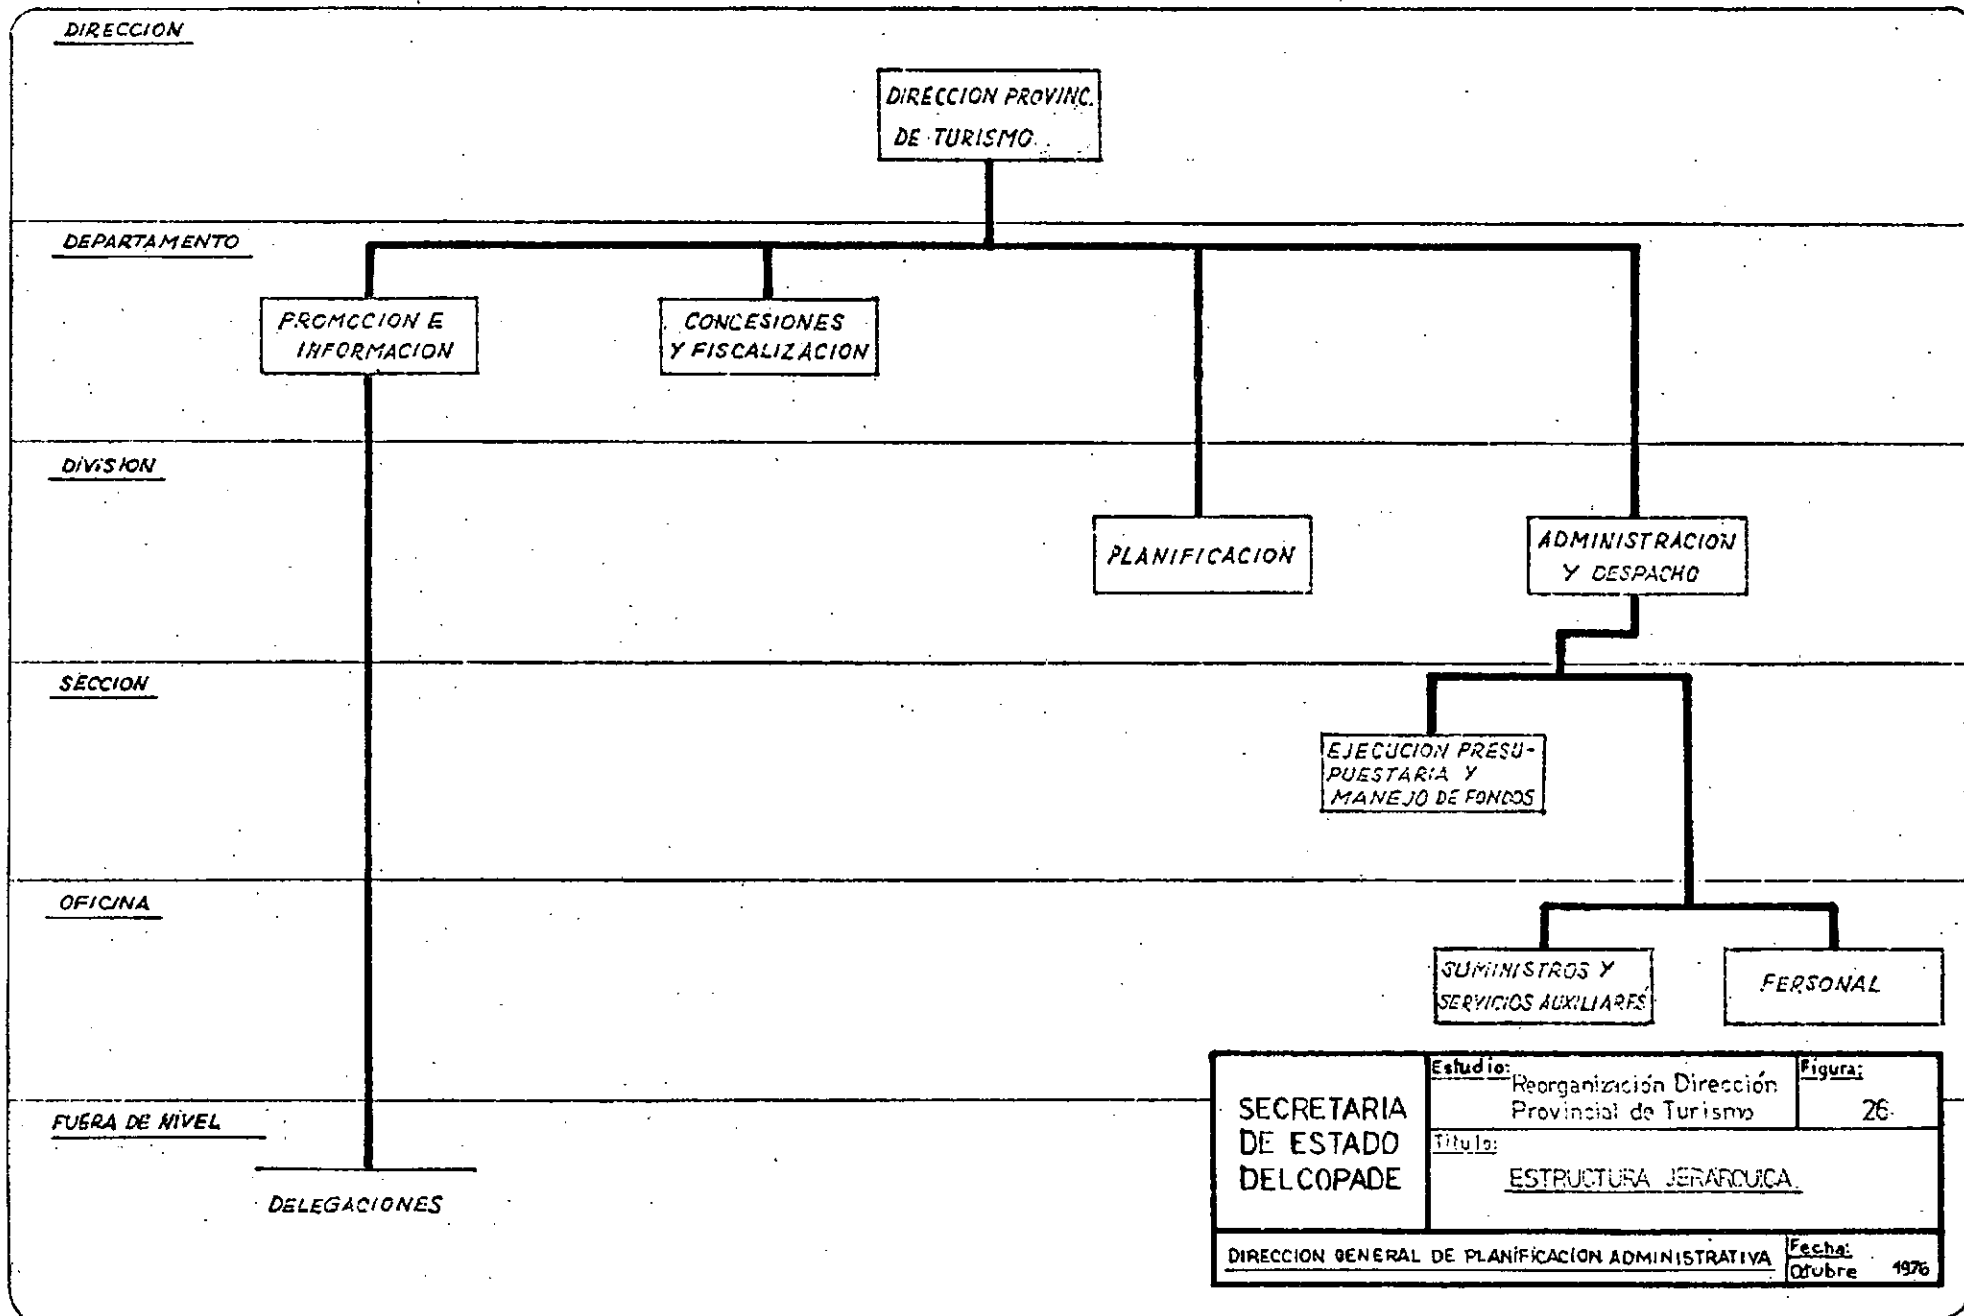 DIRECCION
DIRECCION PROVINC.
DE TURISMO.
DEPARTAMENTO
PROMOCION E
INFORMACION
CONCESIONES
Y FISCALIZACION
DIVISION
PLANIFICACION
ADMINISTRACION
Y DESPACHO
SECCION
EJECUCION PRESU-
PUESTARIA Y
MANEJO DE FONDOS
OFICINA
SUMINISTROS Y
SERVICIOS AUXILIARES
PERSONAL
FUERA DE NIVEL
DELEGACIONES
SECRETARIA
DE ESTADO
DELCOPADE
Estudio:
Reorganización Dirección
Provincial de Turismo
Figura:
26
Titulo:
ESTRUCTURA JERARQUICA.
DIRECCION GENERAL DE PLANIFICACION ADMINISTRATIVA
Fecha:
Octubre 1976